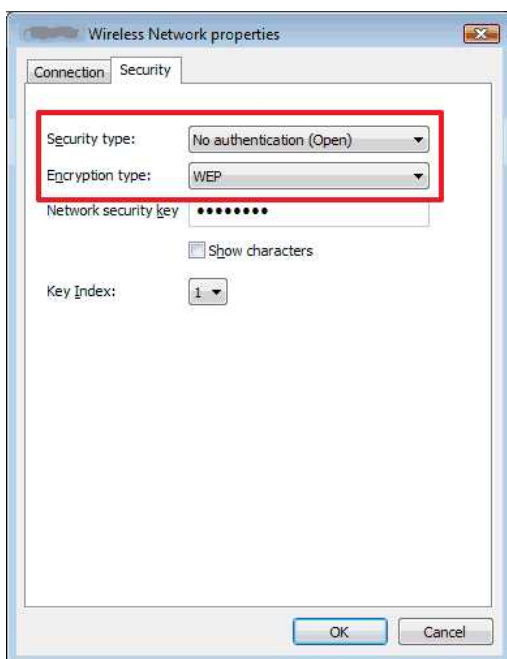 Wireless Network properties
Connection Security
Security type: No authentication (Open)
Encryption type: WEP
Network security key ••••••••
Show characters
Key Index: 1
OK Cancel